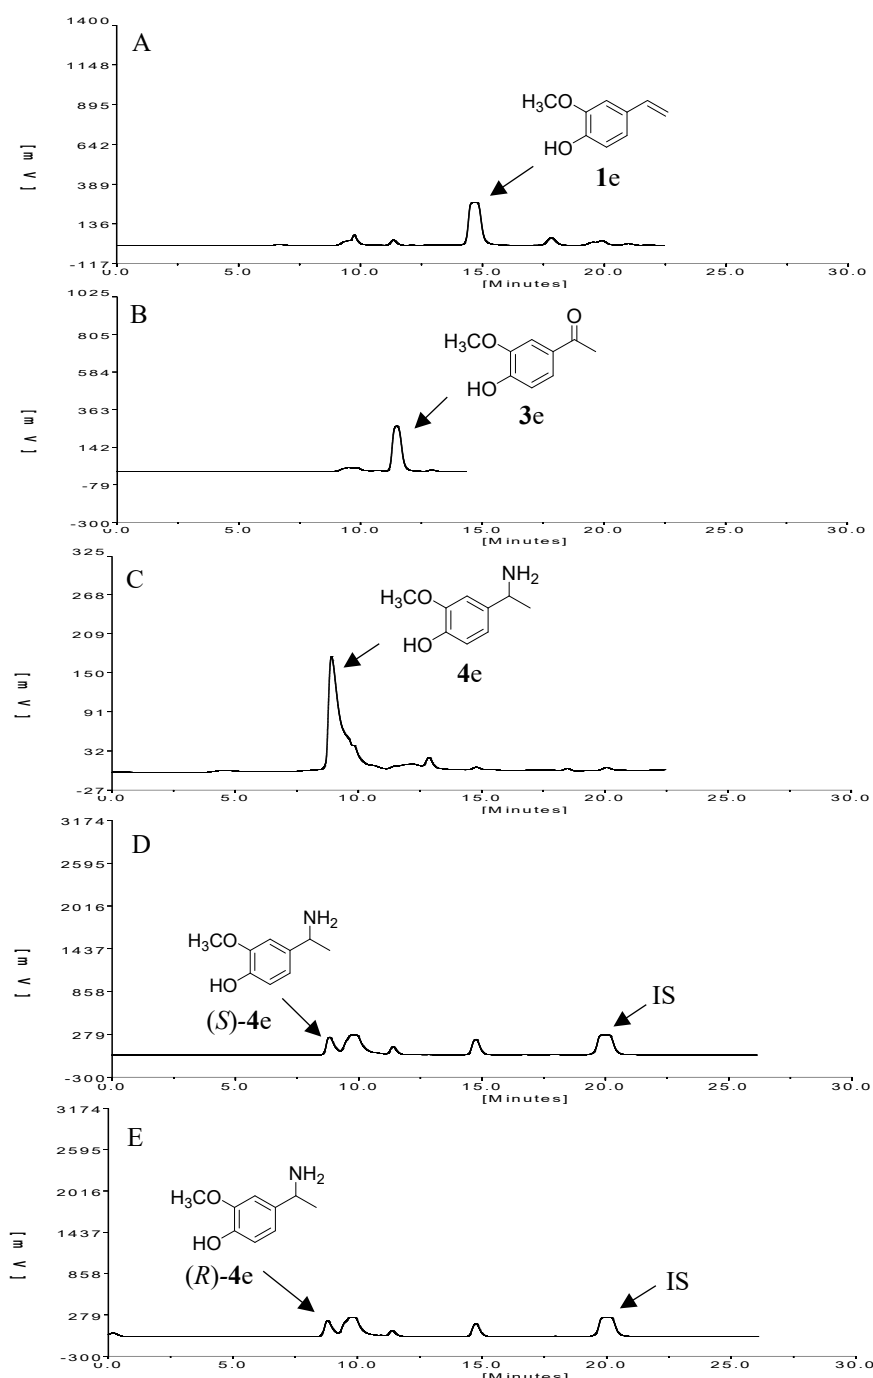 A
1400
1148
895
642
389
136
-117
[mV]
H₃CO
HO
1e
0.0 5.0 10.0 15.0 20.0 25.0 30.0
[Minutes]
B
1025
805
584
363
142
-79
-300
[mV]
O
H₃CO
HO
3e
0.0 5.0 10.0 15.0 20.0 25.0 30.0
[Minutes]
C
325
268
209
150
91
32
-27
[mV]
NH₂
H₃CO
HO
4e
0.0 5.0 10.0 15.0 20.0 25.0 30.0
[Minutes]
D
3174
2595
2016
1437
858
279
-300
[mV]
NH₂
H₃CO
HO
(S)-4e
IS
0.0 5.0 10.0 15.0 20.0 25.0 30.0
[Minutes]
E
3174
2595
2016
1437
858
279
-300
[mV]
NH₂
H₃CO
HO
(R)-4e
IS
0.0 5.0 10.0 15.0 20.0 25.0 30.0
[Minutes]